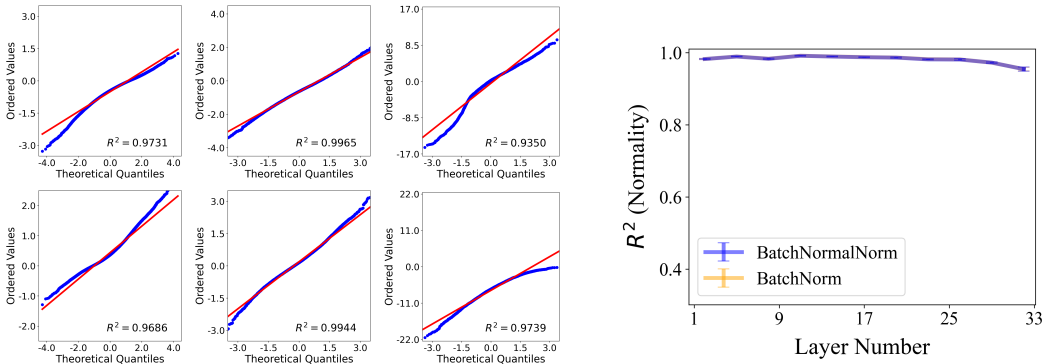 3.0
1.5
0.0
-1.5
-3.0
Ordered Values
R² = 0.9731
-4.0 -2.0 0.0 2.0 4.0
Theoretical Quantiles
4.0
2.0
0.0
-2.0
-4.0
Ordered Values
R² = 0.9965
-3.0 -1.5 0.0 1.5 3.0
Theoretical Quantiles
17.0
8.5
0.0
-8.5
-17.0
Ordered Values
R² = 0.9350
-3.0 -1.5 0.0 1.5 3.0
Theoretical Quantiles
2.0
1.0
0.0
-1.0
-2.0
Ordered Values
R² = 0.9686
-4.0 -2.0 0.0 2.0 4.0
Theoretical Quantiles
3.0
1.5
0.0
-1.5
-3.0
Ordered Values
R² = 0.9944
-3.0 -1.5 0.0 1.5 3.0
Theoretical Quantiles
22.0
11.0
0.0
-11.0
-22.0
Ordered Values
R² = 0.9739
-3.0 -1.5 0.0 1.5 3.0
Theoretical Quantiles
1.0
0.8
0.6
0.4
R² (Normality)
BatchNormalNorm
BatchNorm
1 9 17 25 33
Layer Number